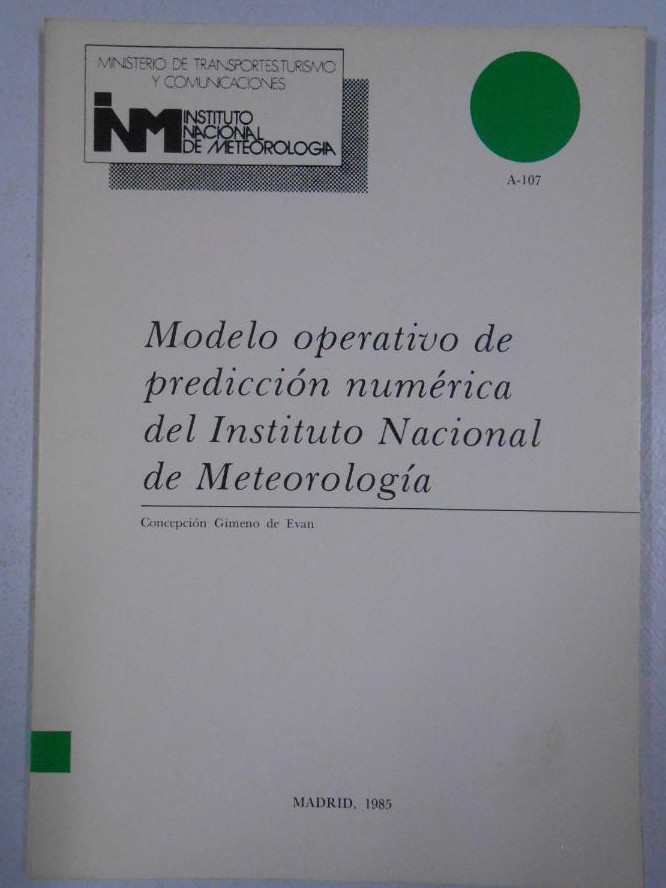 MINISTERIO DE TRANSPORTES,TURISMO
Y COMUNICACIONES
INM
INSTITUTO
NACIONAL
DE METEOROLOGIA
A-107
Modelo operativo de
predicción numérica
del Instituto Nacional
de Meteorología
Concepción Gimeno de Evan
MADRID, 1985